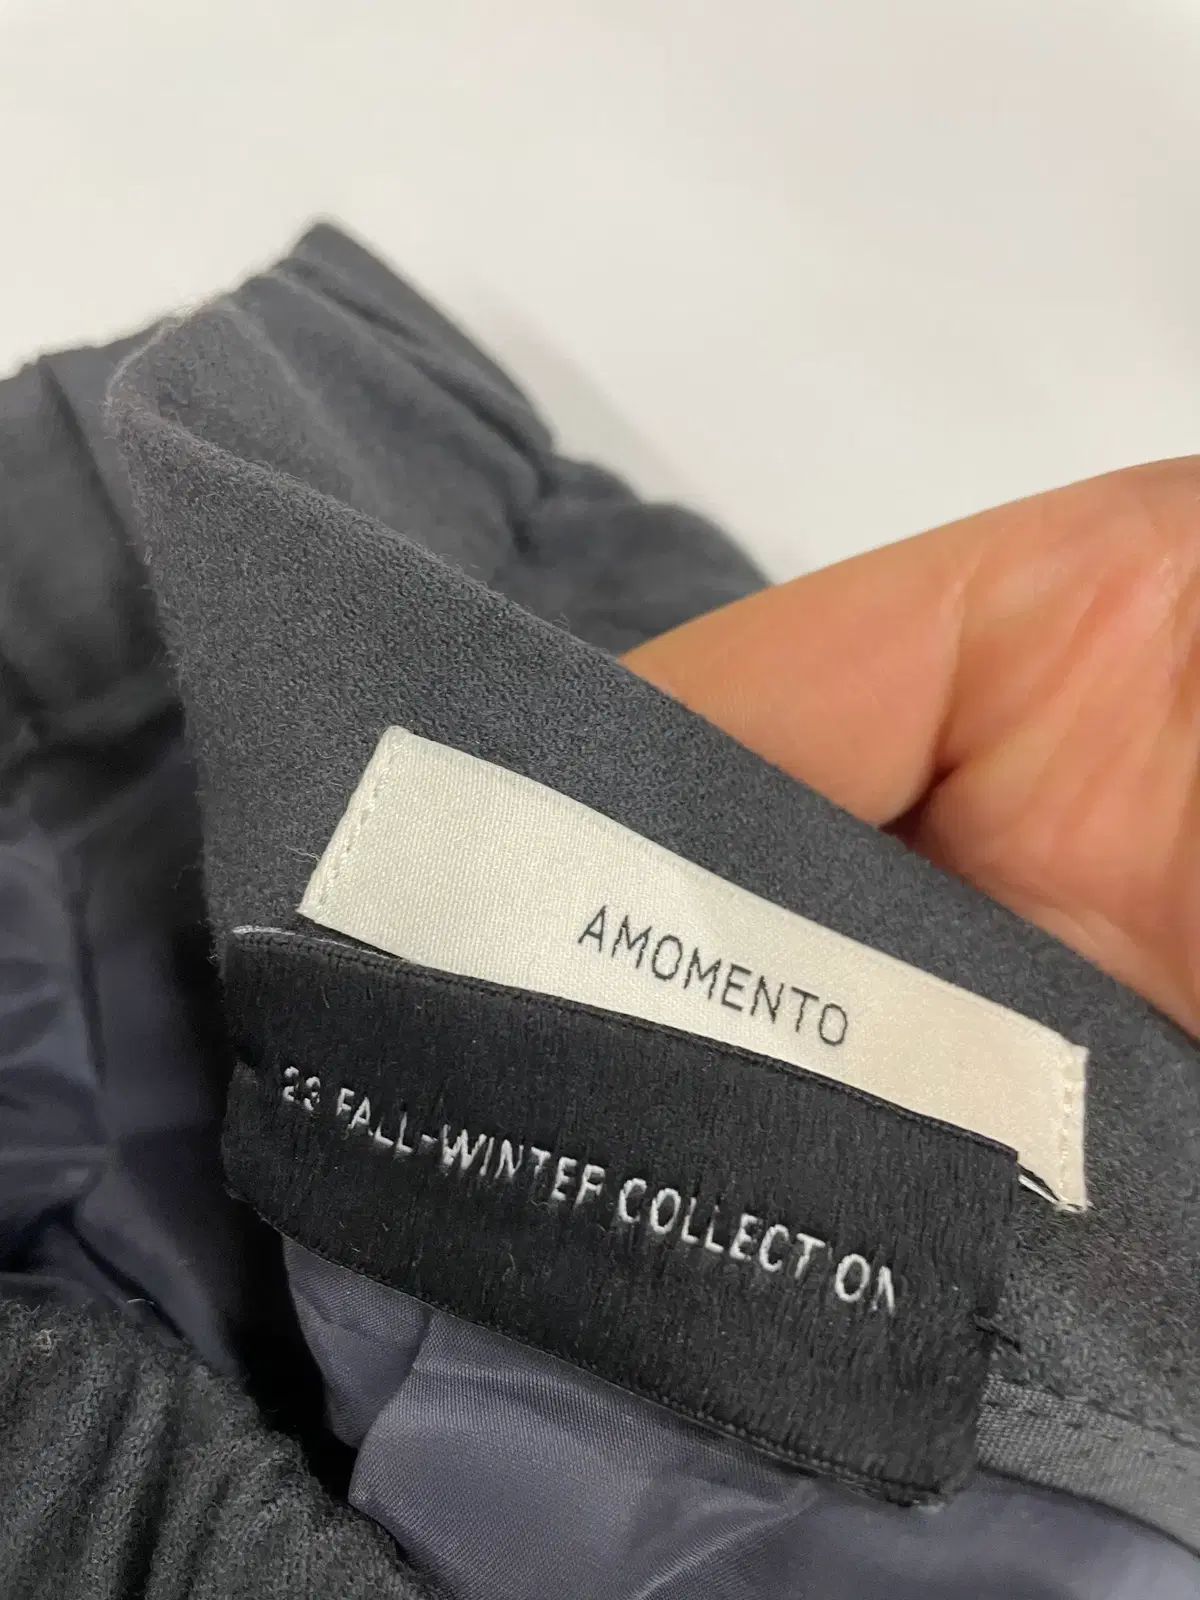 AMOMENTO
23 FALL-WINTER COLLECTION